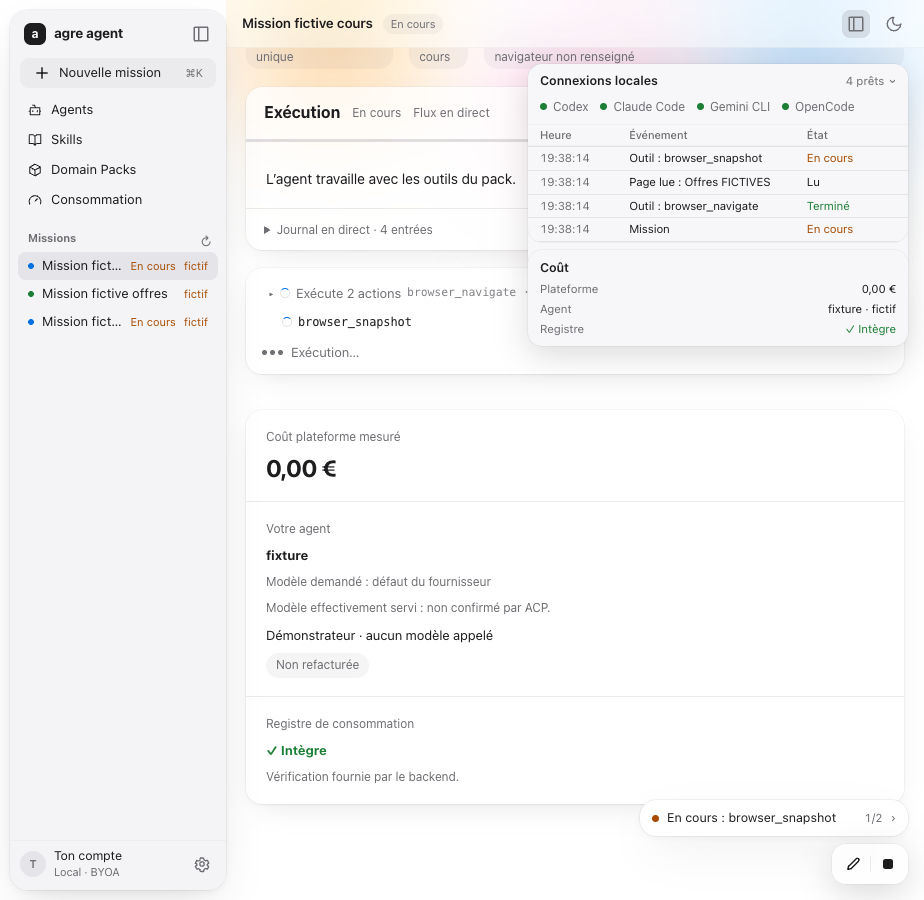 a agre agent
Nouvelle mission ⌘K
Agents
Skills
Domain Packs
Consommation
Missions
Mission fict... En cours fictif
Mission fictive offres fictif
Mission fict... En cours fictif
T Ton compte
Local · BYOA
Mission fictive cours En cours
unique cours navigateur non renseigné
Exécution En cours Flux en direct
L'agent travaille avec les outils du pack.
Journal en direct · 4 entrées
Exécute 2 actions browser_navigate ·
browser_snapshot
Exécution...
Connexions locales 4 prêts
Codex Claude Code Gemini CLI OpenCode
Heure Événement État
19:38:14 Outil : browser_snapshot En cours
19:38:14 Page lue : Offres FICTIVES Lu
19:38:14 Outil : browser_navigate Terminé
19:38:14 Mission En cours
Coût
Plateforme 0,00 €
Agent fixture · fictif
Registre ✓ Intègre
Coût plateforme mesuré
0,00 €
Votre agent
fixture
Modèle demandé : défaut du fournisseur
Modèle effectivement servi : non confirmé par ACP.
Démonstrateur · aucun modèle appelé
Non refacturée
Registre de consommation
✓ Intègre
Vérification fournie par le backend.
En cours : browser_snapshot 1/2 ›